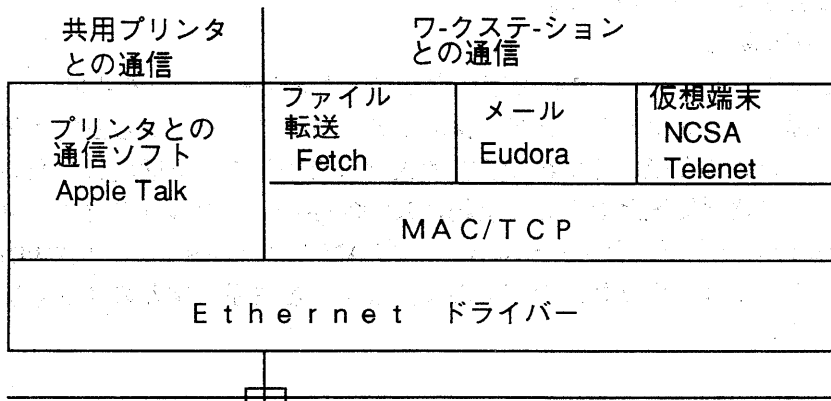 共用プリンタ
との通信
ワ-クステ-ション
との通信
プリンタとの
通信ソフト
Apple Talk
ファイル
転送
Fetch
メール
Eudora
仮想端末
NCSA
Telenet
ＭＡＣ/ＴＣＰ
Ｅｔｈｅｒｎｅｔ　ドライバー